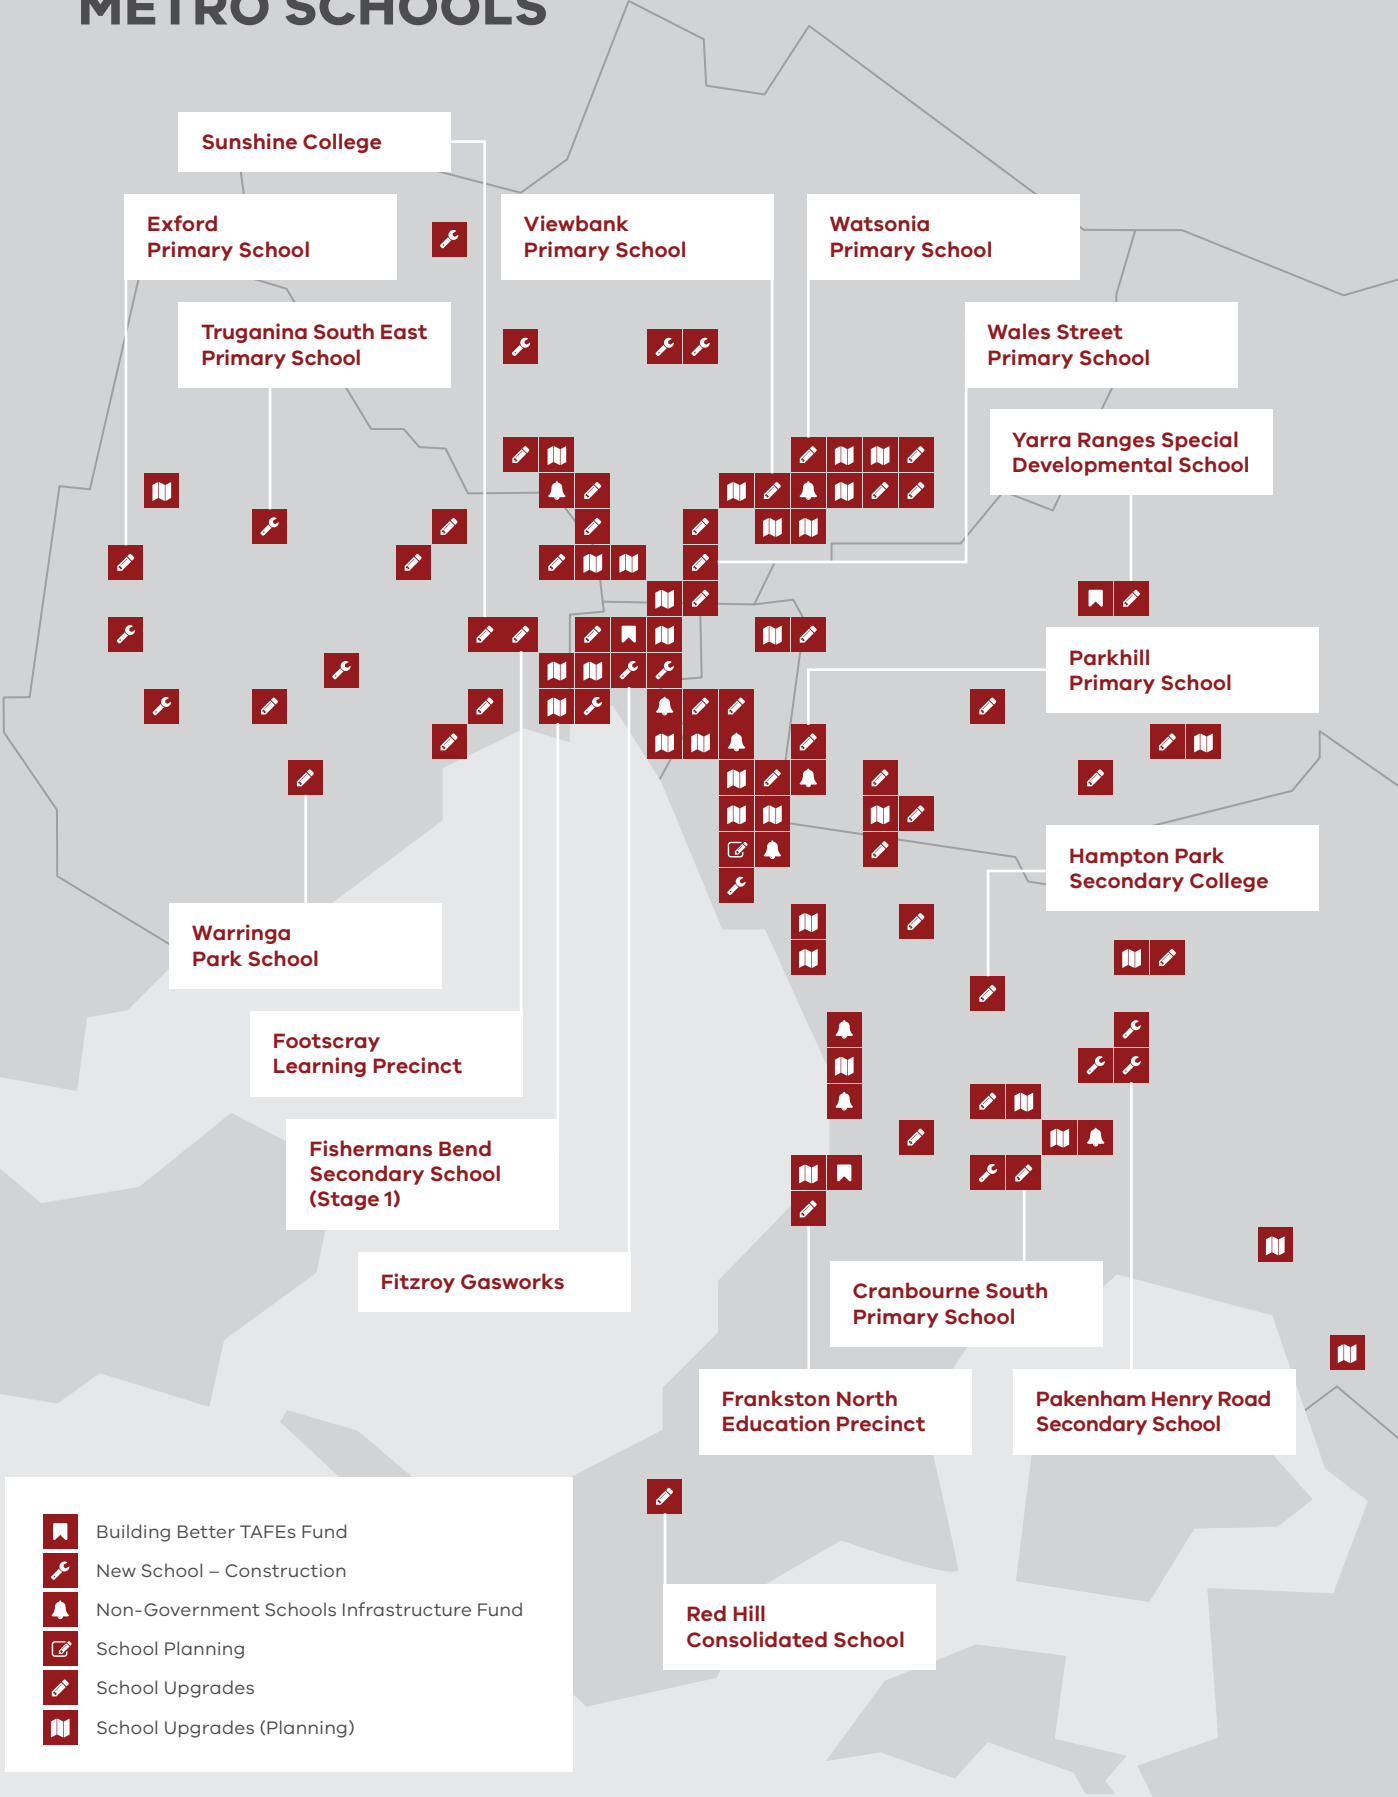 METRO SCHOOLS
Sunshine College
Exford
Primary School
Viewbank
Primary School
Watsonia
Primary School
Truganina South East
Primary School
Wales Street
Primary School
Yarra Ranges Special
Developmental School
Parkhill
Primary School
Hampton Park
Secondary College
Warringa
Park School
Footscray
Learning Precinct
Fishermans Bend
Secondary School
(Stage 1)
Fitzroy Gasworks
Cranbourne South
Primary School
Frankston North
Education Precinct
Pakenham Henry Road
Secondary School
Red Hill
Consolidated School
Building Better TAFEs Fund
New School – Construction
Non-Government Schools Infrastructure Fund
School Planning
School Upgrades
School Upgrades (Planning)